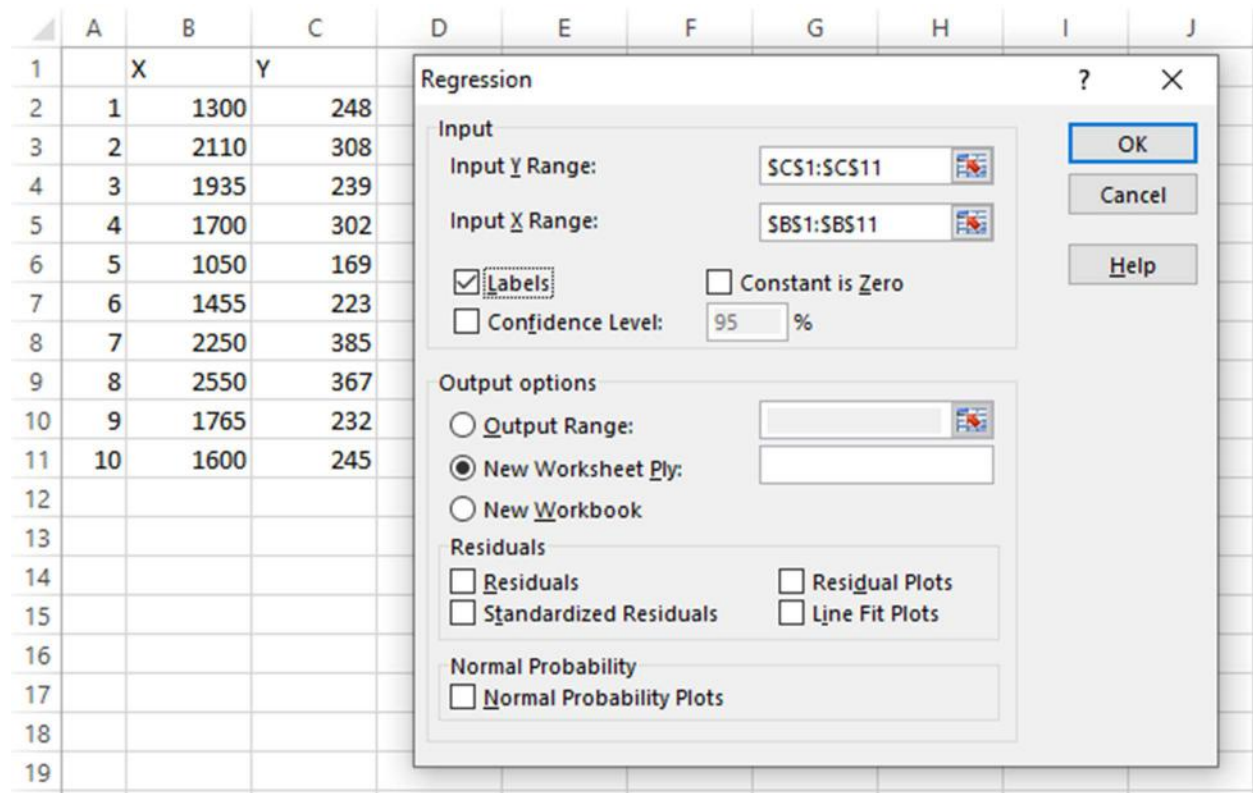 A B C D E F G H I J
1 X Y
2 1 1300 248
3 2 2110 308
4 3 1935 239
5 4 1700 302
6 5 1050 169
7 6 1455 223
8 7 2250 385
9 8 2550 367
10 9 1765 232
11 10 1600 245
12
13
14
15
16
17
18
19
Regression ?
Input
Input Y Range: $C$1:$C$11
Input X Range: $B$1:$B$11
Labels Constant is Zero
Confidence Level: 95 %
OK
Cancel
Help
Output options
Output Range:
New Worksheet Ply:
New Workbook
Residuals
Residuals Residual Plots
Standardized Residuals Line Fit Plots
Normal Probability
Normal Probability Plots